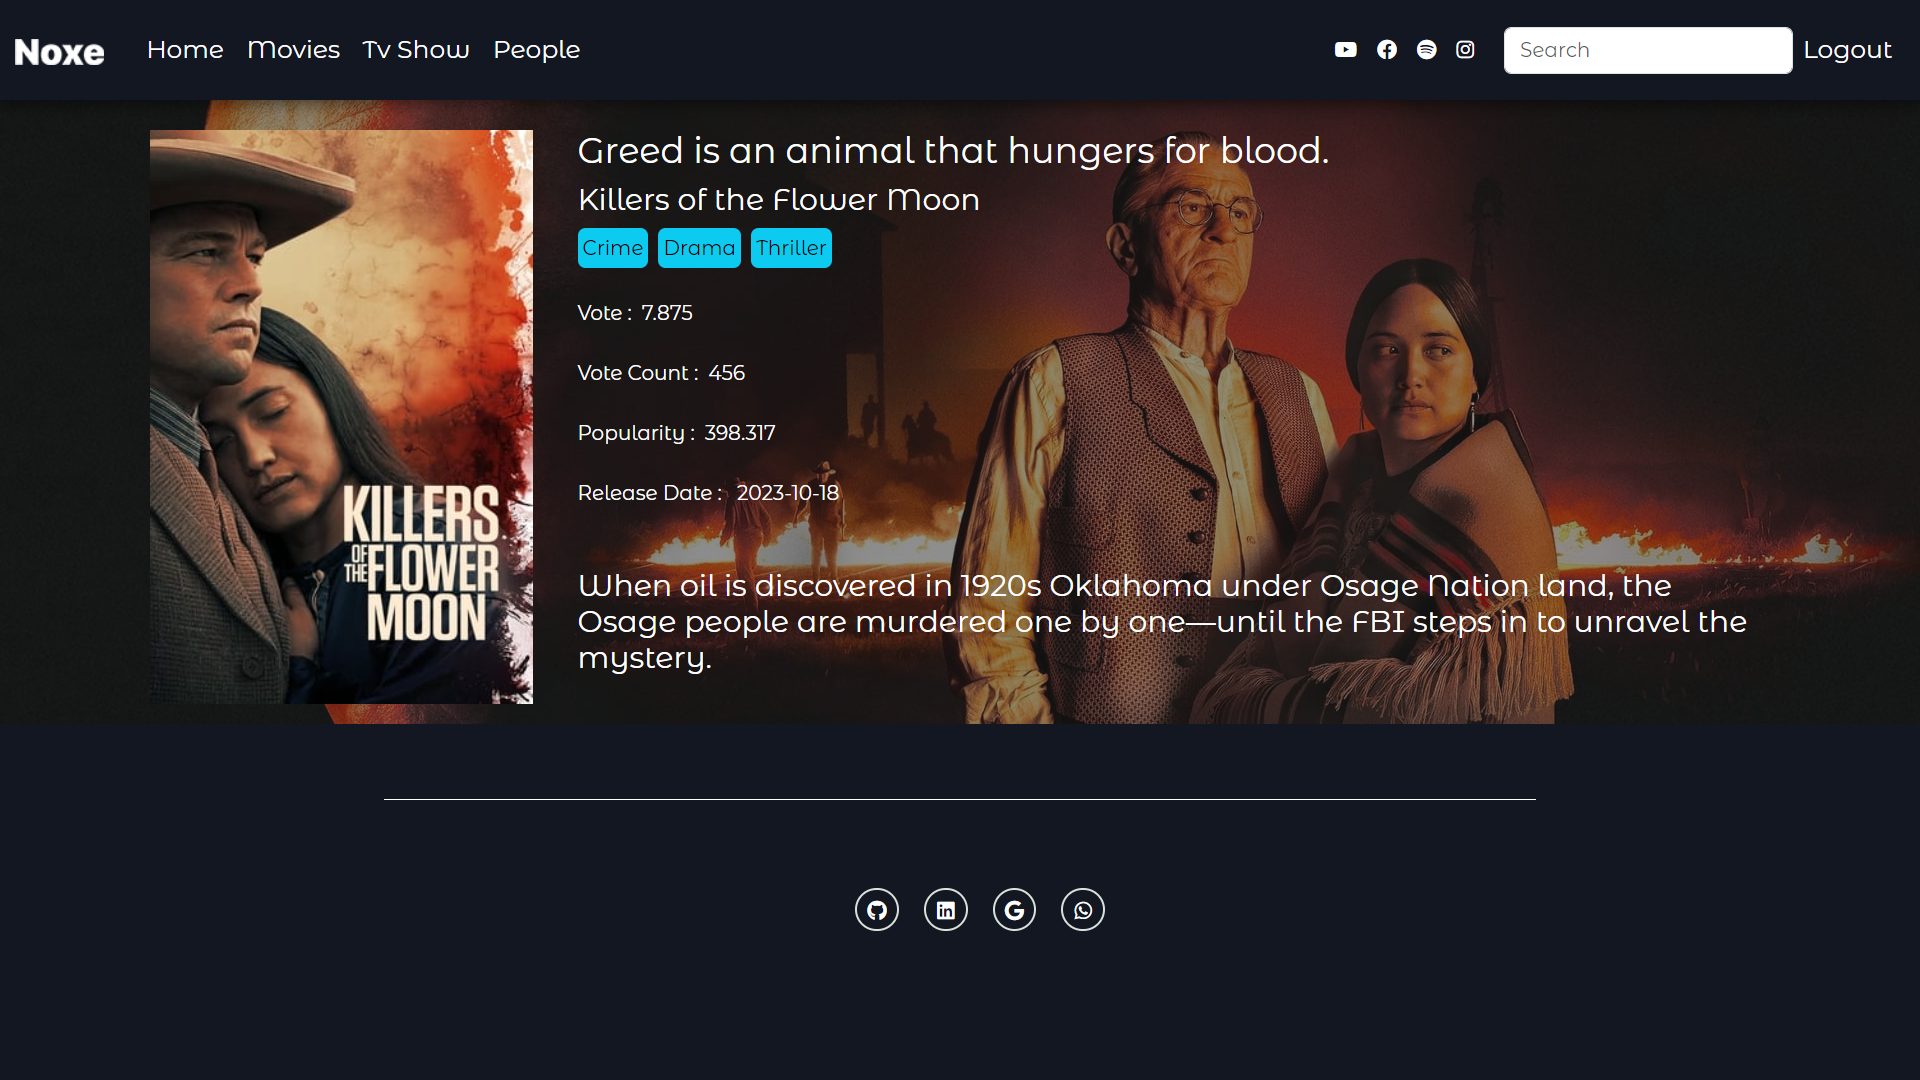 Noxe
Home Movies Tv Show People
Search
Logout
Greed is an animal that hungers for blood.
Killers of the Flower Moon
Crime Drama Thriller
Vote : 7.875
Vote Count : 456
Popularity : 398.317
Release Date : 2023-10-18
When oil is discovered in 1920s Oklahoma under Osage Nation land, the
Osage people are murdered one by one—until the FBI steps in to unravel the
mystery.
KILLERS
OF THE FLOWER
MOON